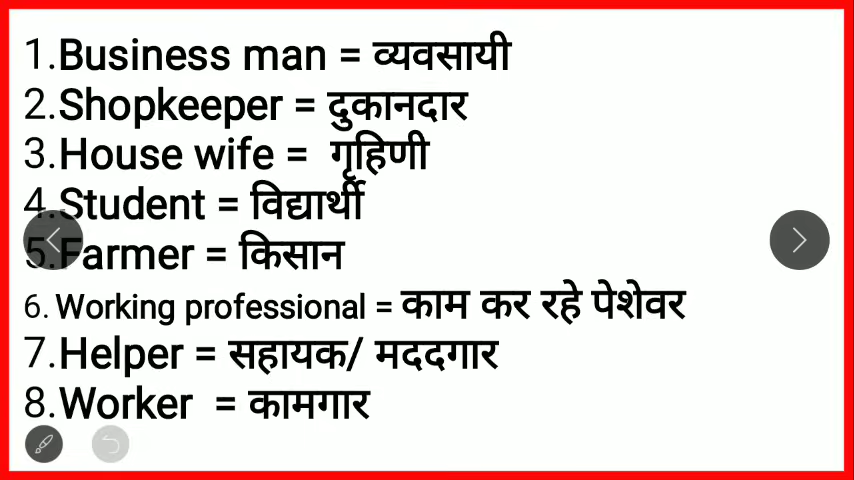 1.Business man = व्यवसायी
2.Shopkeeper = दुकानदार
3.House wife =  गृहिणी
4.Student = विद्यार्थी
5.Farmer = किसान
6. Working professional = काम कर रहे पेशेवर
7.Helper = सहायक/ मददगार
8.Worker  = कामगार